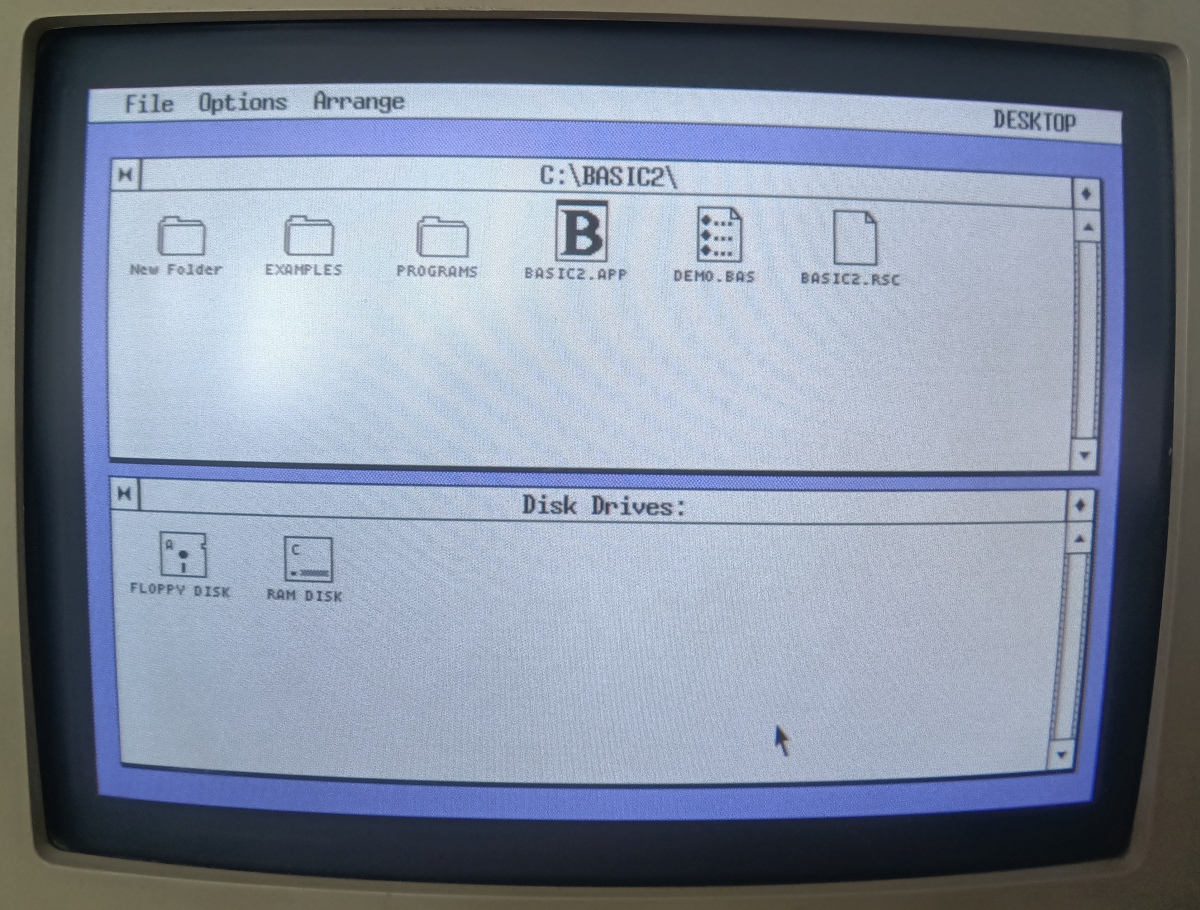 File Options Arrange DESKTOP
C:\BASIC2\
New Folder EXAMPLES PROGRAMS BASIC2.APP DEMO.BAS BASIC2.RSC
B
Disk Drives:
A C
FLOPPY DISK RAM DISK